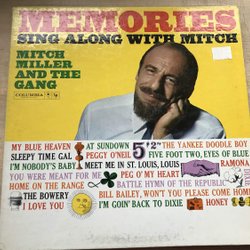 MEMORIES
SING ALONG WITH MITCH
MITCH
MILLER
AND THE
GANG
COLUMBIA
MY BLUE HEAVEN AT SUNDOWN 5'2" THE YANKEE DOODLE BOY
SLEEPY TIME GAL PEGGY O'NEIL FIVE FOOT TWO, EYES OF BLUE
I'M NOBODY'S BABY MEET ME IN ST. LOUIS, LOUIS RAMONA
YOU WERE MEANT FOR ME PEG O' MY HEART DIXIE
HOME ON THE RANGE BATTLE HYMN OF THE REPUBLIC
THE BOWERY BILL BAILEY, WON'T YOU PLEASE COME HOME
I LOVE YOU I'M GOIN' BACK TO DIXIE HONEY